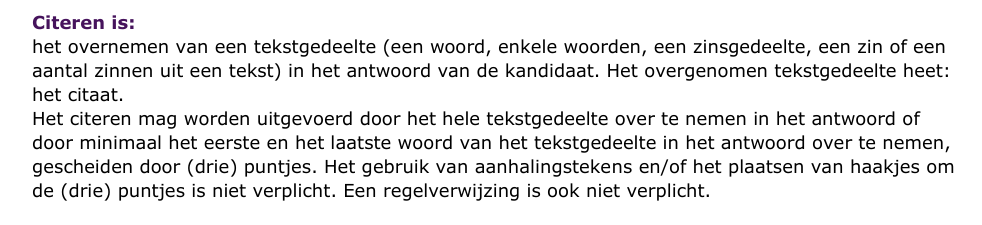 Citeren is:
het overnemen van een tekstgedeelte (een woord, enkele woorden, een zinsgedeelte, een zin of een
aantal zinnen uit een tekst) in het antwoord van de kandidaat. Het overgenomen tekstgedeelte heet:
het citaat.
Het citeren mag worden uitgevoerd door het hele tekstgedeelte over te nemen in het antwoord of
door minimaal het eerste en het laatste woord van het tekstgedeelte in het antwoord over te nemen,
gescheiden door (drie) puntjes. Het gebruik van aanhalingstekens en/of het plaatsen van haakjes om
de (drie) puntjes is niet verplicht. Een regelverwijzing is ook niet verplicht.